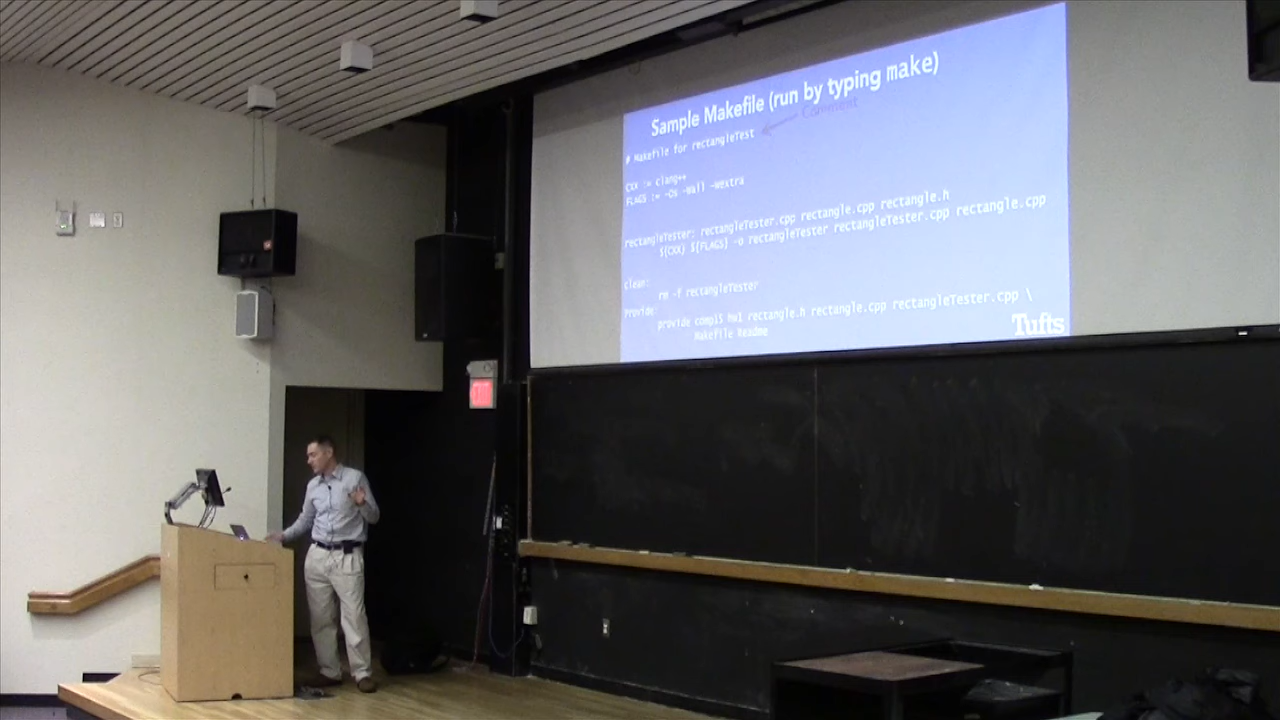 Sample Makefile (run by typing make)
Comment
# Makefile for rectangleTest
CXX := clang++
FLAGS := -Os -Wall -Wextra
rectangleTester: rectangleTester.cpp rectangle.cpp rectangle.h
${CXX} ${FLAGS} -o rectangleTester rectangleTester.cpp rectangle.cpp
clean:
rm -f rectangleTester
Provide:
provide comp15 hw1 rectangle.h rectangle.cpp rectangleTester.cpp \
Makefile Readme
Tufts